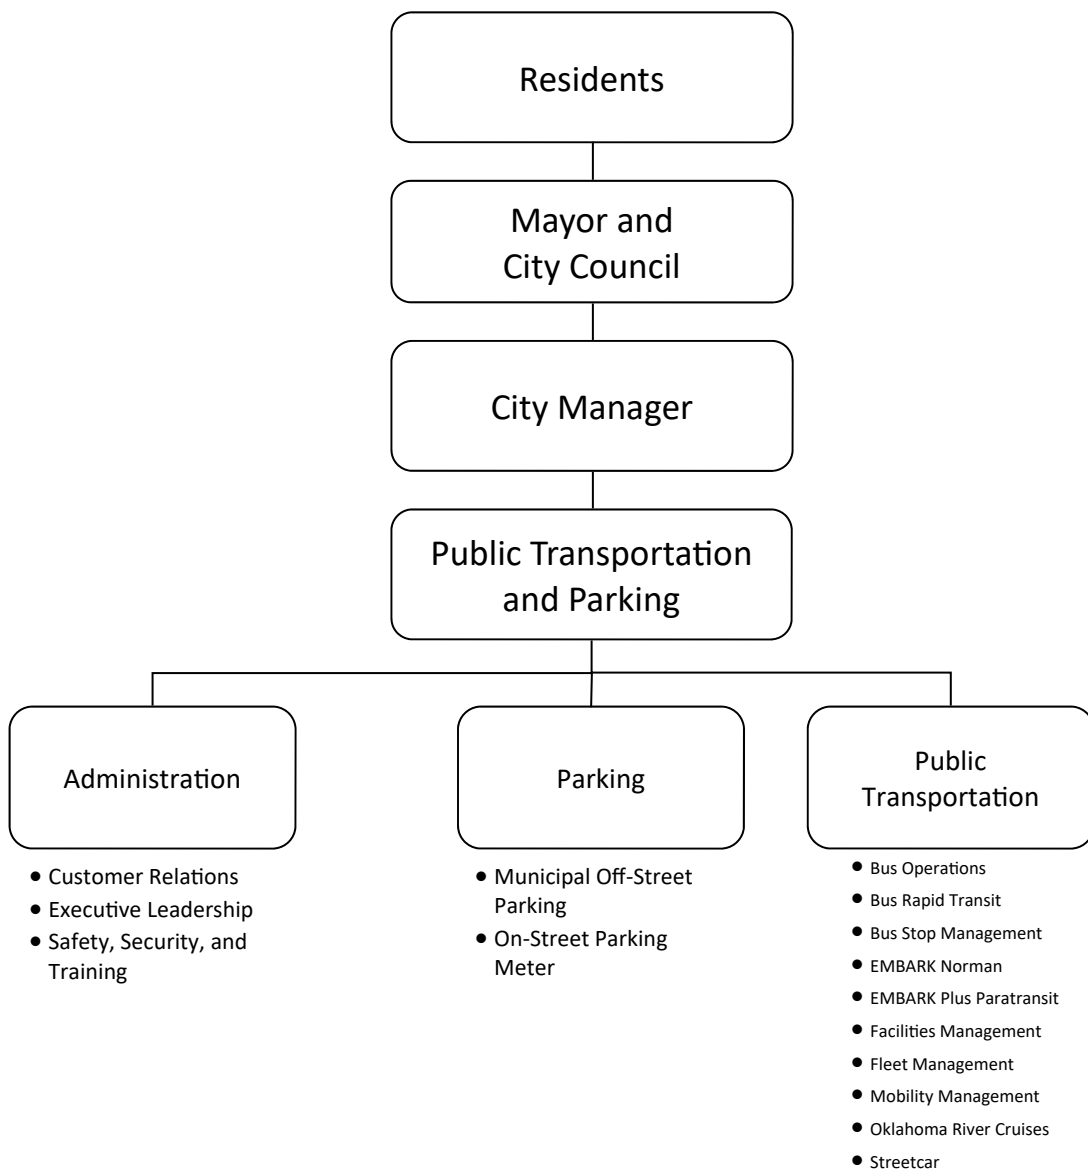 Residents
Mayor and
City Council
City Manager
Public Transportation
and Parking
Administration
• Customer Relations
• Executive Leadership
• Safety, Security, and
Training
Parking
• Municipal Off-Street
Parking
• On-Street Parking
Meter
Public
Transportation
• Bus Operations
• Bus Rapid Transit
• Bus Stop Management
• EMBARK Norman
• EMBARK Plus Paratransit
• Facilities Management
• Fleet Management
• Mobility Management
• Oklahoma River Cruises
• Streetcar